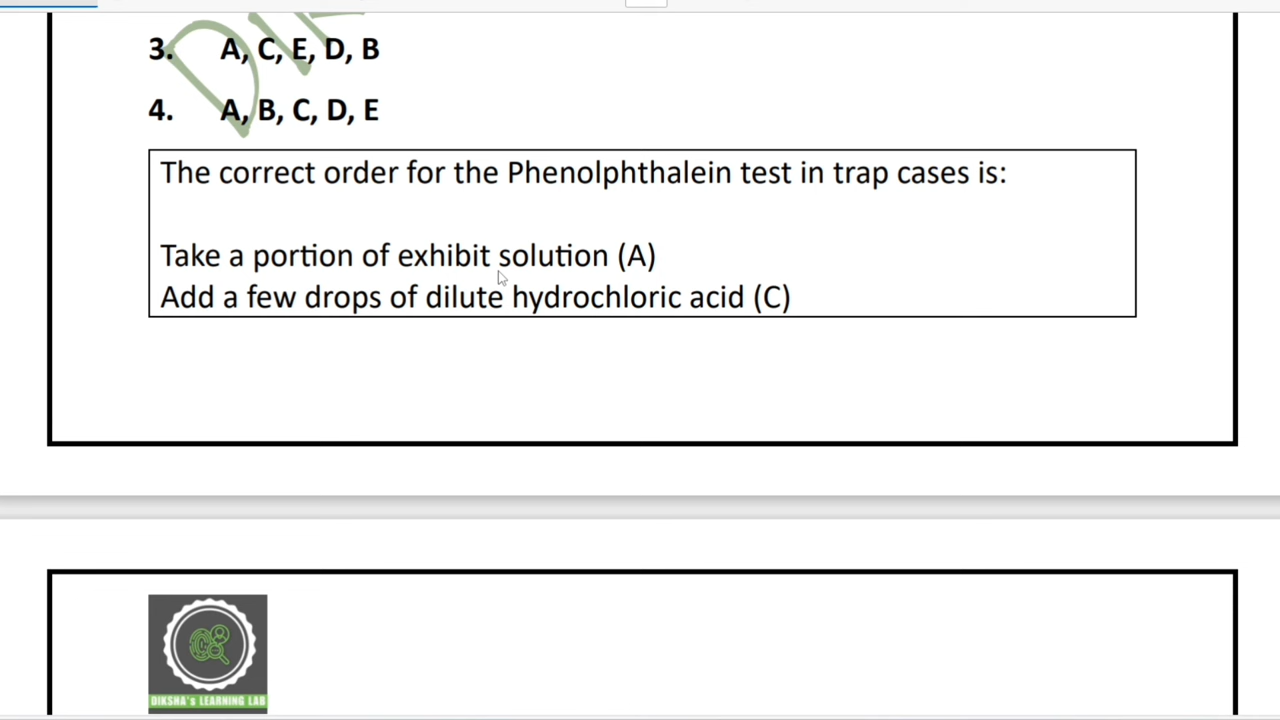 3. A, C, E, D, B
4. A, B, C, D, E
The correct order for the Phenolphthalein test in trap cases is:
Take a portion of exhibit solution (A)
Add a few drops of dilute hydrochloric acid (C)
DIKSHA's LEARNING LAB